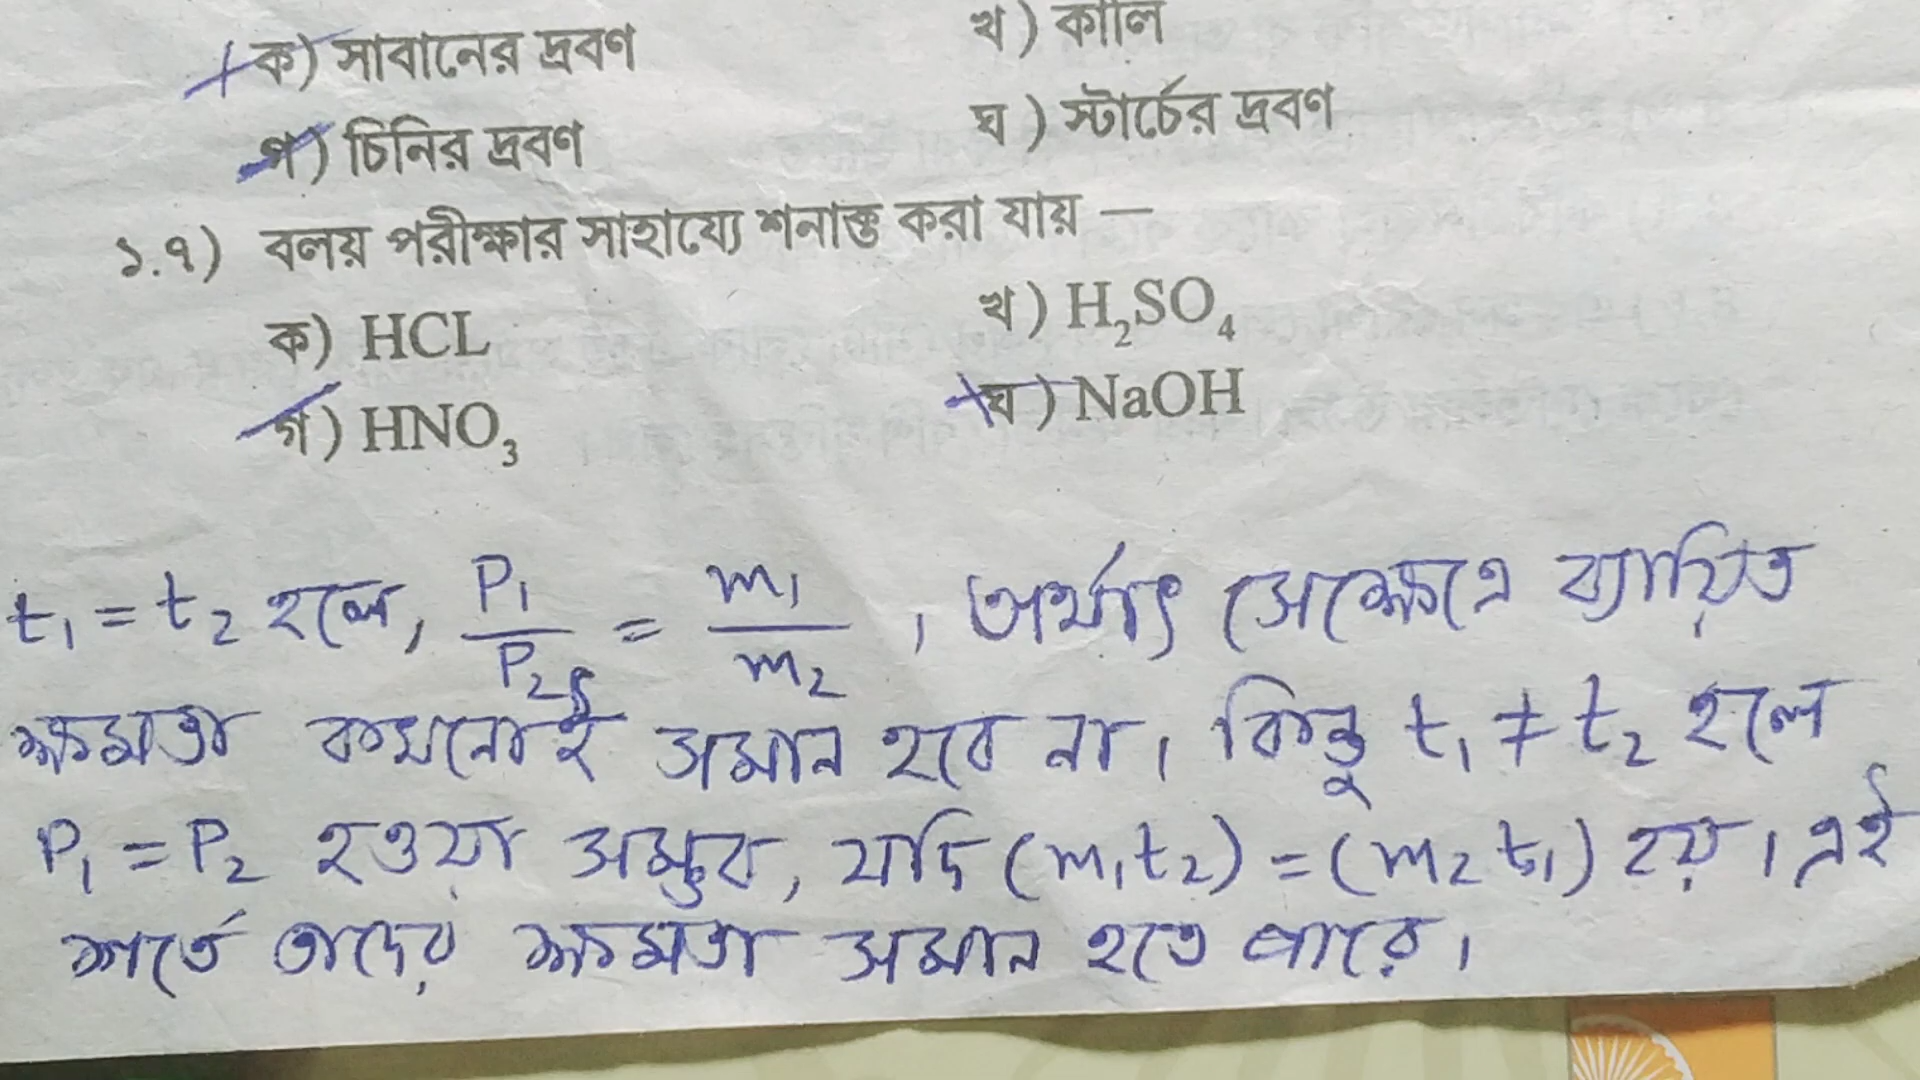 ক) সাবানের দ্রবণ খ) কালি
গ) চিনির দ্রবণ ঘ) স্টার্চের দ্রবণ
১.৭) বলয় পরীক্ষার সাহায্যে শনাক্ত করা যায় —
ক) HCL খ) H₂SO₄
গ) HNO₃ ঘ) NaOH
t₁ = t₂ হলে, P₁/P₂ = m₁/m₂, অর্থাৎ সেক্ষেত্রে ব্যয়িত
ক্ষমতা কখনোই সমান হবে না। কিন্তু t₁ ≠ t₂ হলে
P₁ = P₂ হওয়া সম্ভব, যদি (m₁t₂) = (m₂t₁) হয়। এই
শর্তে তাদের ক্ষমতা সমান হতে পারে।